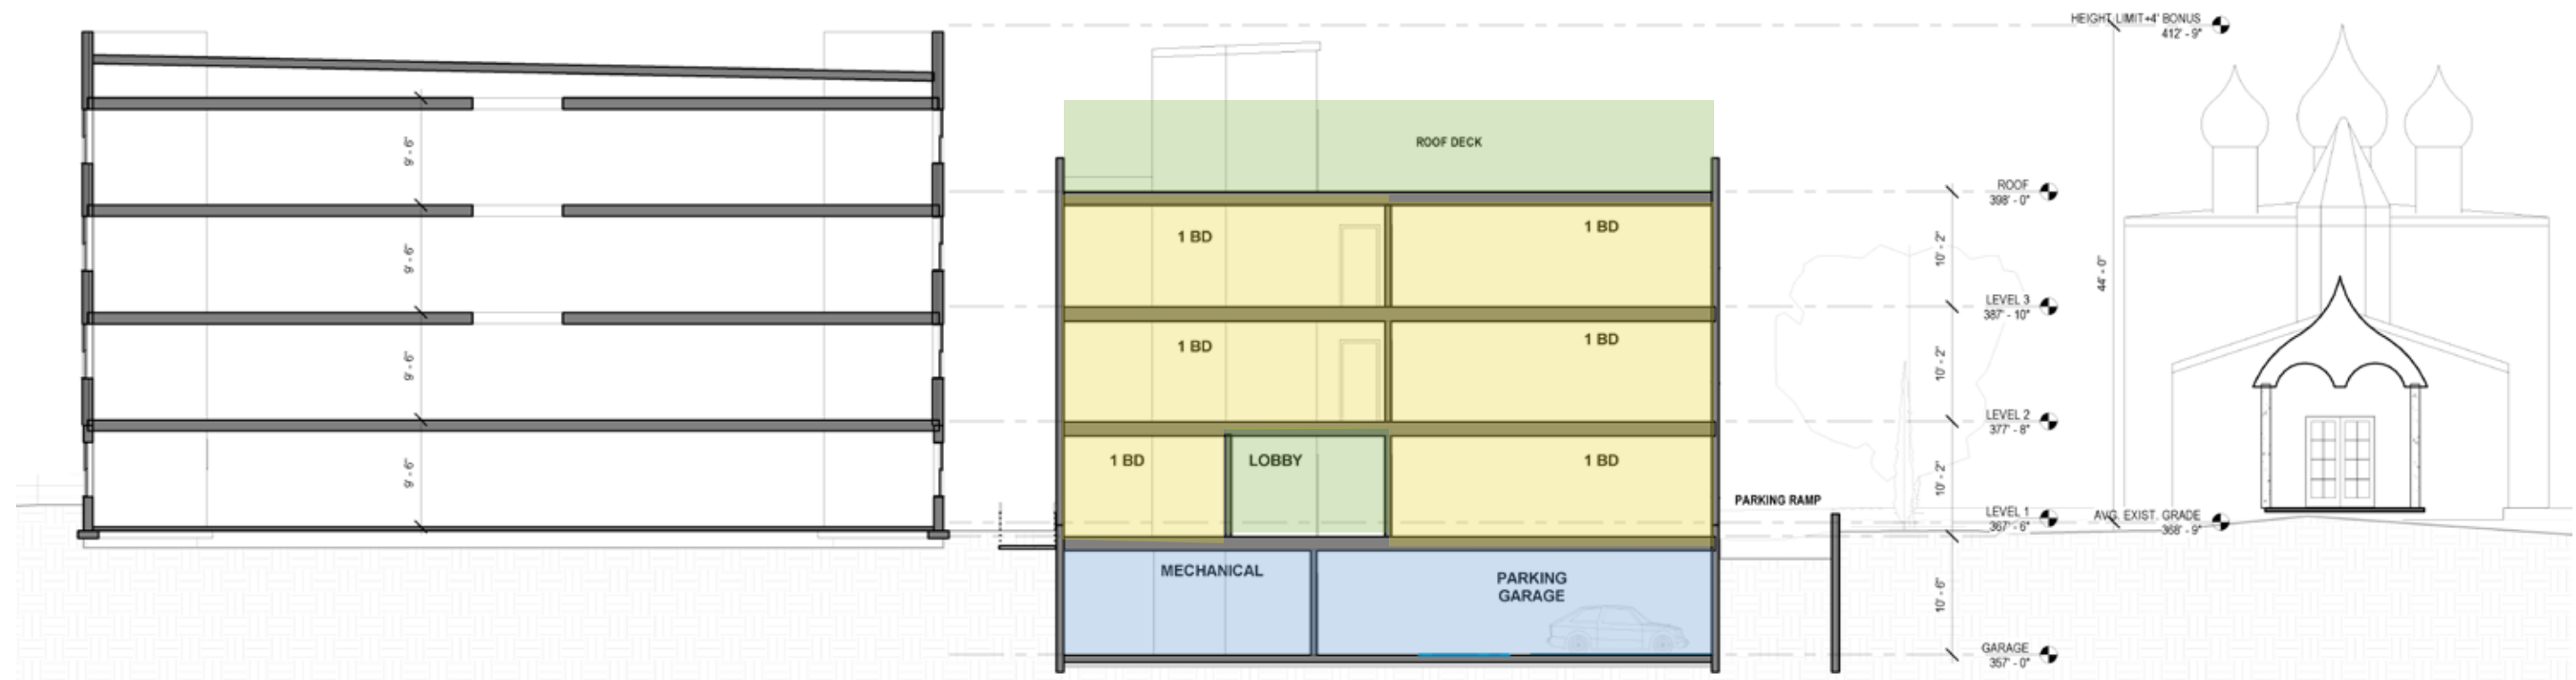 HEIGHT LIMIT+4' BONUS
412' - 9"
ROOF DECK
ROOF
398' - 0"
9' - 6"
1 BD
1 BD
10' - 2"
9' - 6"
44' - 0"
LEVEL 3
387' - 10"
1 BD
1 BD
10' - 2"
9' - 6"
LEVEL 2
377' - 8"
1 BD
LOBBY
1 BD
10' - 2"
9' - 6"
PARKING RAMP
LEVEL 1
367' - 6"
AVG. EXIST. GRADE
368' - 9"
MECHANICAL
PARKING
GARAGE
10' - 6"
GARAGE
357' - 0"